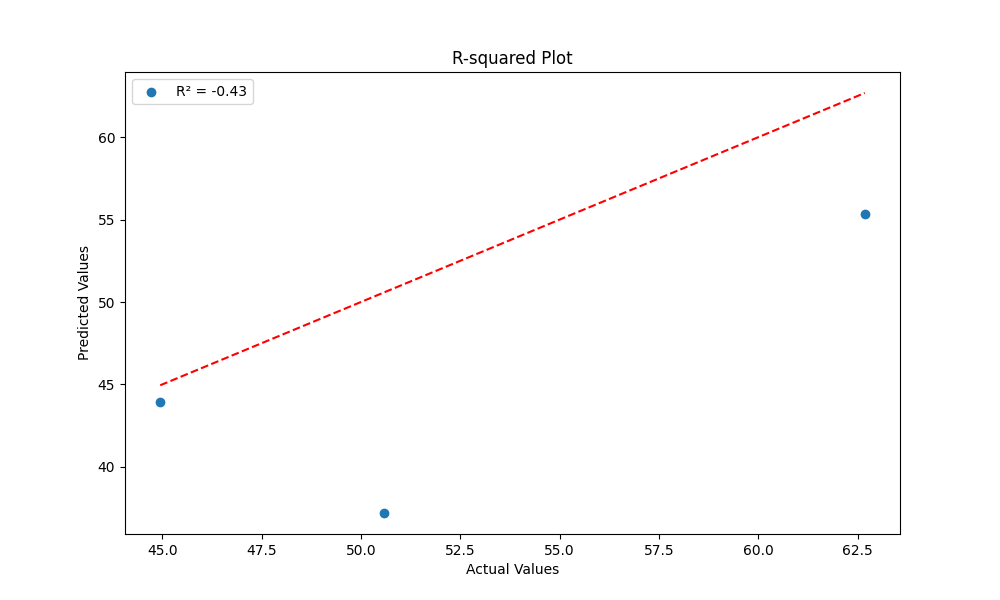 R-squared Plot
R² = -0.43
Predicted Values
60
55
50
45
40
45.0 47.5 50.0 52.5 55.0 57.5 60.0 62.5
Actual Values